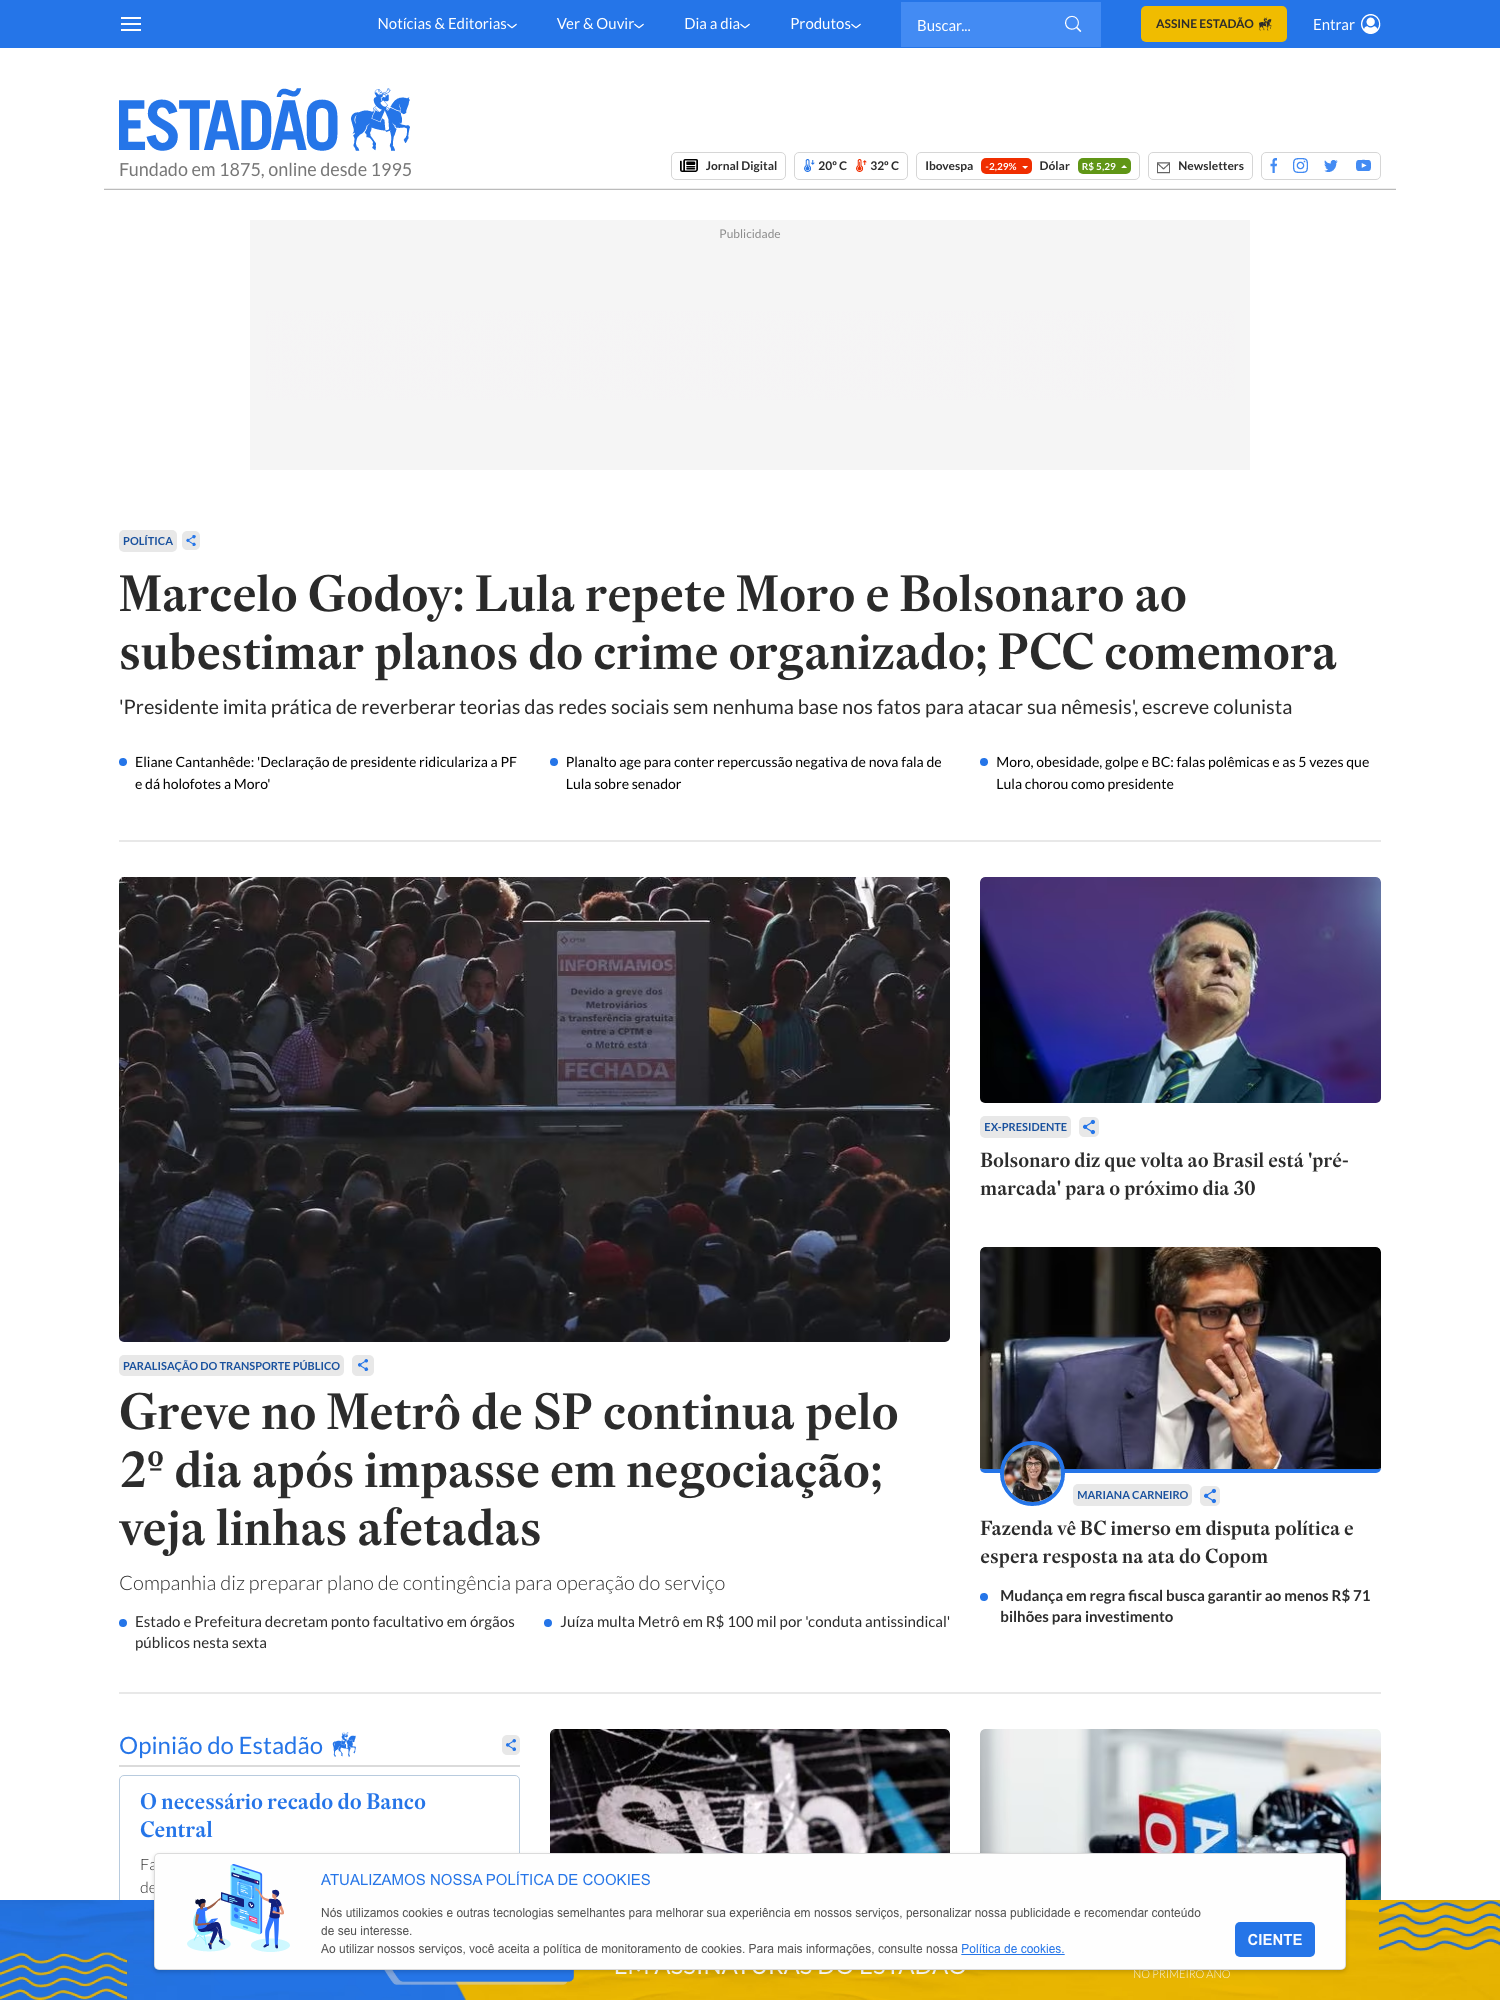 Notícias & Editorias
Ver & Ouvir
Dia a dia
Produtos
Buscar...
ASSINE ESTADÃO
Entrar
ESTADÃO
Fundado em 1875, online desde 1995
Jornal Digital
20º C 32º C
Ibovespa -2,29% Dólar R$ 5,29
Newsletters
Publicidade
POLÍTICA
Marcelo Godoy: Lula repete Moro e Bolsonaro ao
subestimar planos do crime organizado; PCC comemora
'Presidente imita prática de reverberar teorias das redes sociais sem nenhuma base nos fatos para atacar sua nêmesis', escreve colunista
Eliane Cantanhêde: 'Declaração de presidente ridiculariza a PF
e dá holofotes a Moro'
Planalto age para conter repercussão negativa de nova fala de
Lula sobre senador
Moro, obesidade, golpe e BC: falas polêmicas e as 5 vezes que
Lula chorou como presidente
INFORMAMOS
Devido a greve dos
Metroviários
a transferência gratuita
entre a CPTM e
o Metrô está
FECHADA
PARALISAÇÃO DO TRANSPORTE PÚBLICO
Greve no Metrô de SP continua pelo
2º dia após impasse em negociação;
veja linhas afetadas
Companhia diz preparar plano de contingência para operação do serviço
Estado e Prefeitura decretam ponto facultativo em órgãos
públicos nesta sexta
Juíza multa Metrô em R$ 100 mil por 'conduta antissindical'
EX-PRESIDENTE
Bolsonaro diz que volta ao Brasil está 'pré-
marcada' para o próximo dia 30
MARIANA CARNEIRO
Fazenda vê BC imerso em disputa política e
espera resposta na ata do Copom
Mudança em regra fiscal busca garantir ao menos R$ 71
bilhões para investimento
Opinião do Estadão
O necessário recado do Banco
Central
svb
ATUALIZAMOS NOSSA POLÍTICA DE COOKIES
Nós utilizamos cookies e outras tecnologias semelhantes para melhorar sua experiência em nossos serviços, personalizar nossa publicidade e recomendar conteúdo
de seu interesse.
Ao utilizar nossos serviços, você aceita a política de monitoramento de cookies. Para mais informações, consulte nossa Política de cookies.
CIENTE
EM ASSINATURAS DO ESTADÃO
NO PRIMEIRO ANO